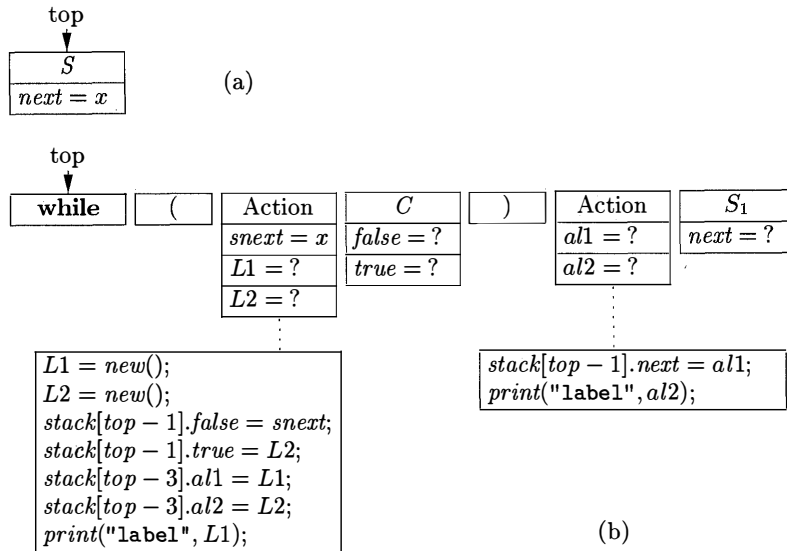 top
S
next = x
(a)
top
while ( Action C ) Action S₁
snext = x false = ? al1 = ? next = ?
L1 = ? true = ? al2 = ?
L2 = ?
L1 = new();
L2 = new();
stack[top − 1].false = snext;
stack[top − 1].true = L2;
stack[top − 3].al1 = L1;
stack[top − 3].al2 = L2;
print("label", L1);
stack[top − 1].next = al1;
print("label", al2);
(b)